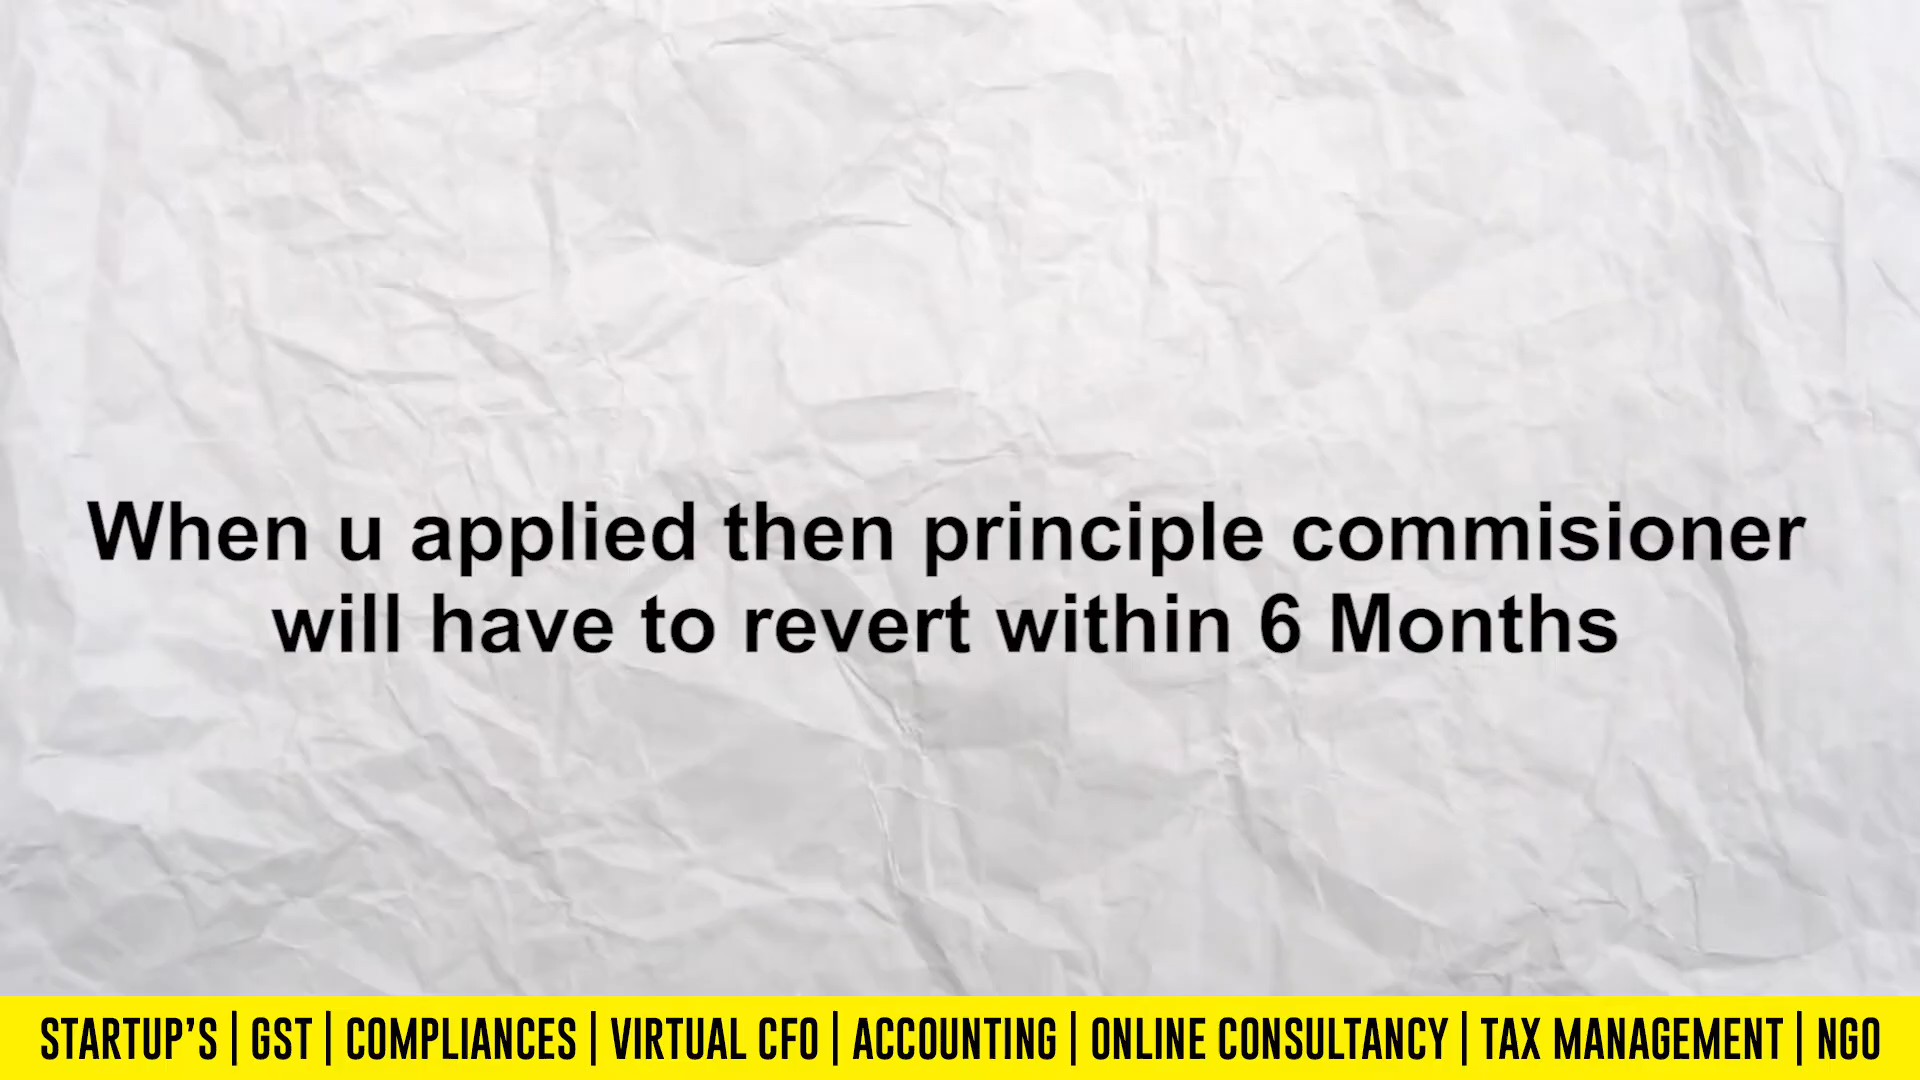 When u applied then principle commisioner
will have to revert within 6 Months
STARTUP'S | GST | COMPLIANCES | VIRTUAL CFO | ACCOUNTING | ONLINE CONSULTANCY | TAX MANAGEMENT | NGO